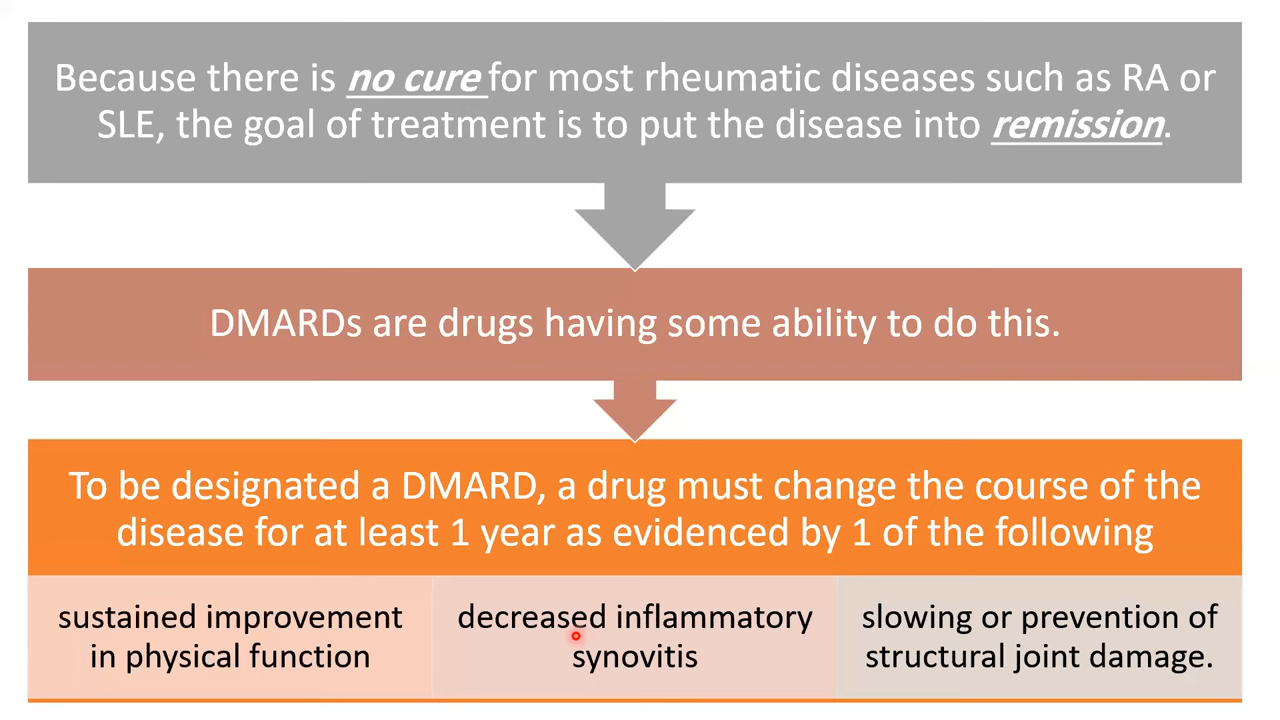 Because there is no cure for most rheumatic diseases such as RA or
SLE, the goal of treatment is to put the disease into remission.
DMARDs are drugs having some ability to do this.
To be designated a DMARD, a drug must change the course of the
disease for at least 1 year as evidenced by 1 of the following
sustained improvement
in physical function
decreased inflammatory
synovitis
slowing or prevention of
structural joint damage.